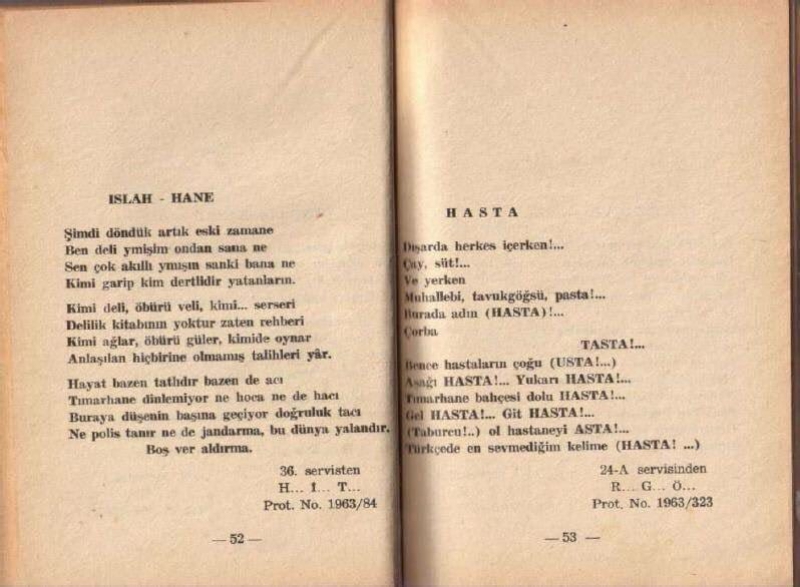 ISLAH - HANE
Şimdi döndük artık eski zamane
Ben deli ymişim ondan sana ne
Sen çok akıllı ymışın sanki bana ne
Kimi garip kim dertlidir yatanların.
Kimi deli, öbürü veli, kimi... serseri
Delilik kitabının yoktur zaten rehberi
Kimi ağlar, öbürü güler, kimide oynar
Anlaşılan hiçbirine olmamış talihleri yâr.
Hayat bazen tatlıdır bazen de acı
Tımarhane dinlemiyor ne hoca ne de hacı
Buraya düşenin başına geçiyor doğruluk tacı
Ne polis tanır ne de jandarma, bu dünya yalandır.
Boş ver aldırma.
36. servisten
H... İ... T...
Prot. No. 1963/84
— 52 —
HASTA
Dışarda herkes içerken!...
Çay, süt!...
Ve yerken
Muhallebi, tavukgöğsü, pasta!...
Burada adın (HASTA)!...
Çorba
TASTA!...
Bence hastaların çoğu (USTA!...)
Aşağı HASTA!... Yukarı HASTA!...
Tımarhane bahçesi dolu HASTA!...
Gel HASTA!... Git HASTA!...
(Taburcu!..) ol hastaneyi ASTA!...
Türkçede en sevmediğim kelime (HASTA! ...)
24-A servisinden
R... G... Ö...
Prot. No. 1963/323
— 53 —